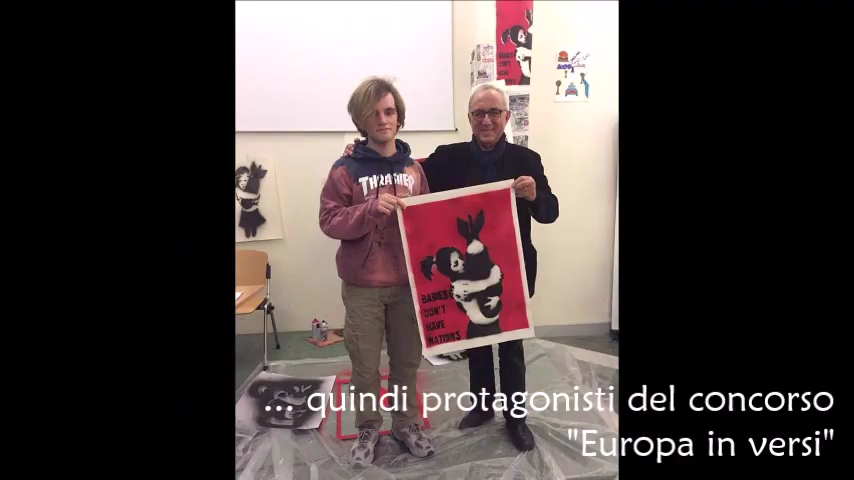 THRASHER
BABIES
DON'T
HAVE
NATIONS
... quindi protagonisti del concorso
"Europa in versi"